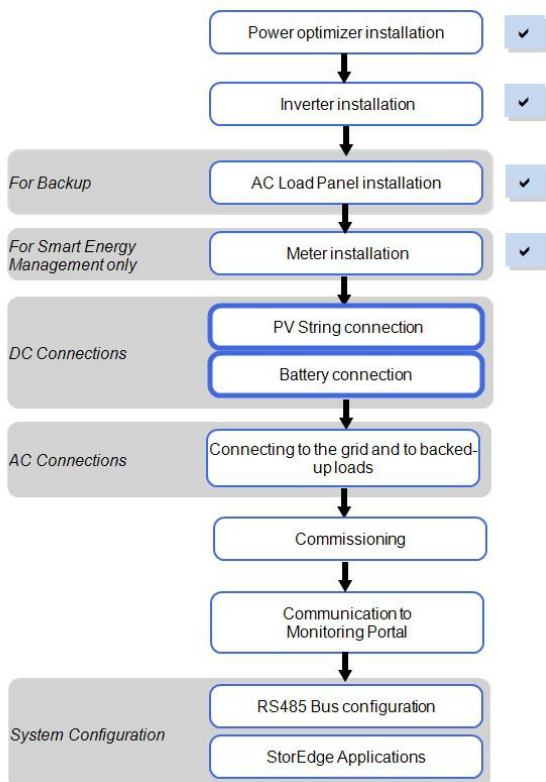 Power optimizer installation
Inverter installation
For Backup
AC Load Panel installation
For Smart Energy
Management only
Meter installation
DC Connections
PV String connection
Battery connection
AC Connections
Connecting to the grid and to backed-
up loads
Commissioning
Communication to
Monitoring Portal
System Configuration
RS485 Bus configuration
StorEdge Applications